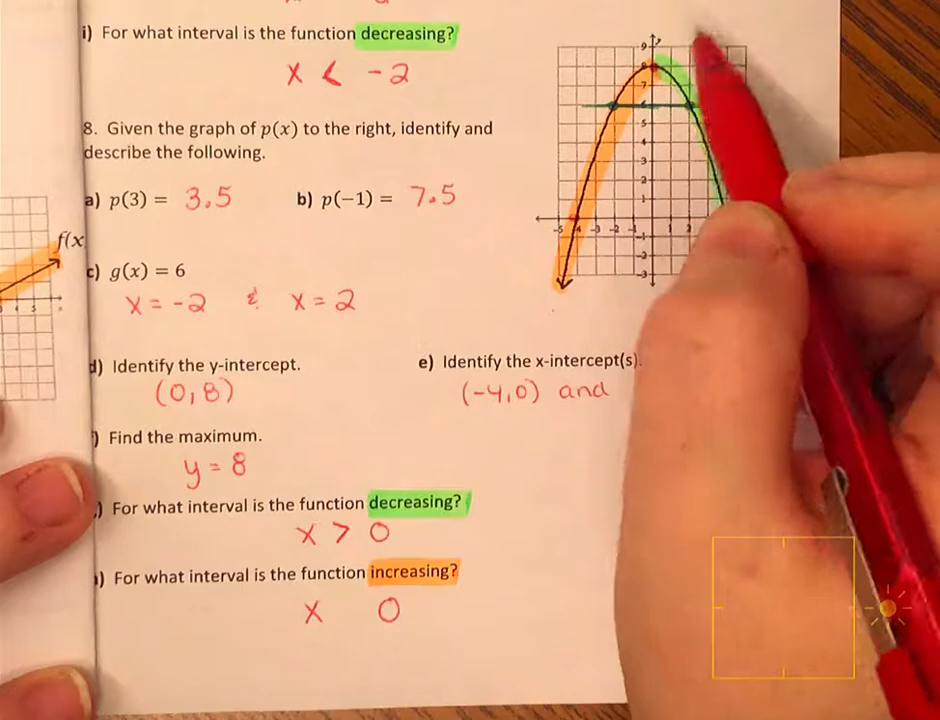 i) For what interval is the function decreasing?
x < -2
8. Given the graph of p(x) to the right, identify and
describe the following.
a) p(3) = 3.5 b) p(-1) = 7.5
f(x
c) g(x) = 6
x = -2 & x = 2
d) Identify the y-intercept. e) Identify the x-intercept(s).
(0,8) (-4,0) and
) Find the maximum.
y = 8
.) For what interval is the function decreasing?
x > 0
) For what interval is the function increasing?
x 0